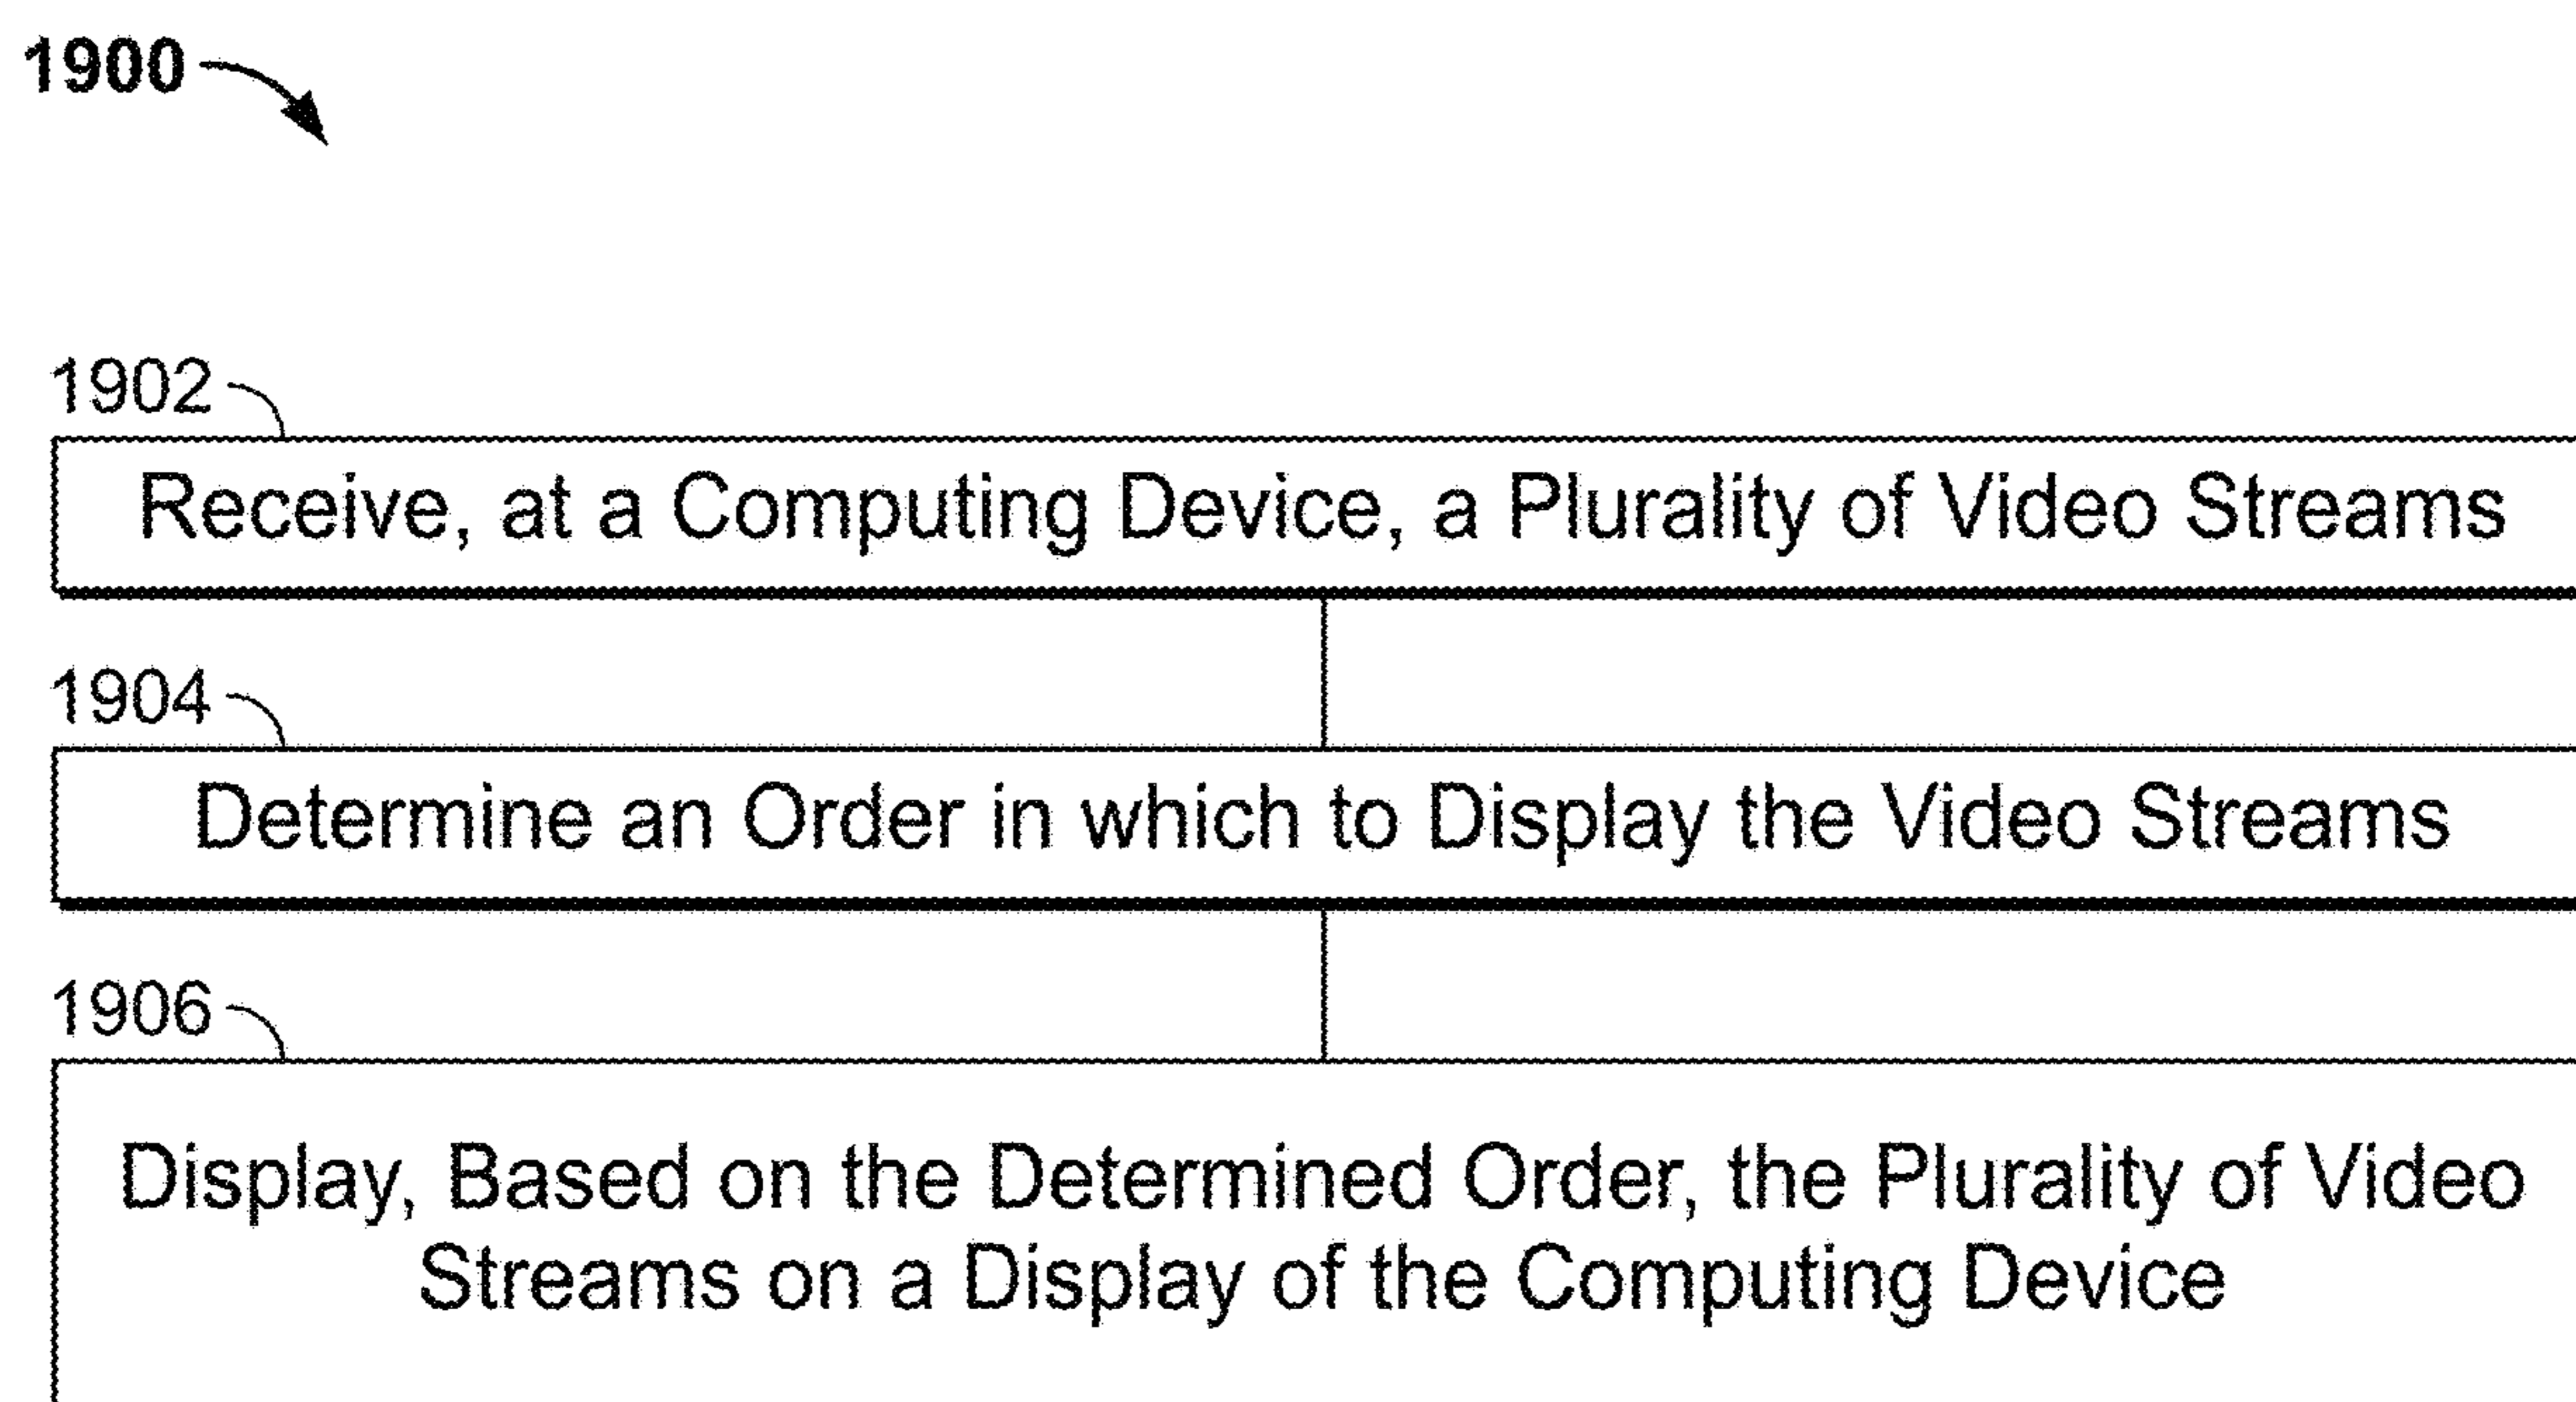 1900
1902
Receive, at a Computing Device, a Plurality of Video Streams
1904
Determine an Order in which to Display the Video Streams
1906
Display, Based on the Determined Order, the Plurality of Video
Streams on a Display of the Computing Device